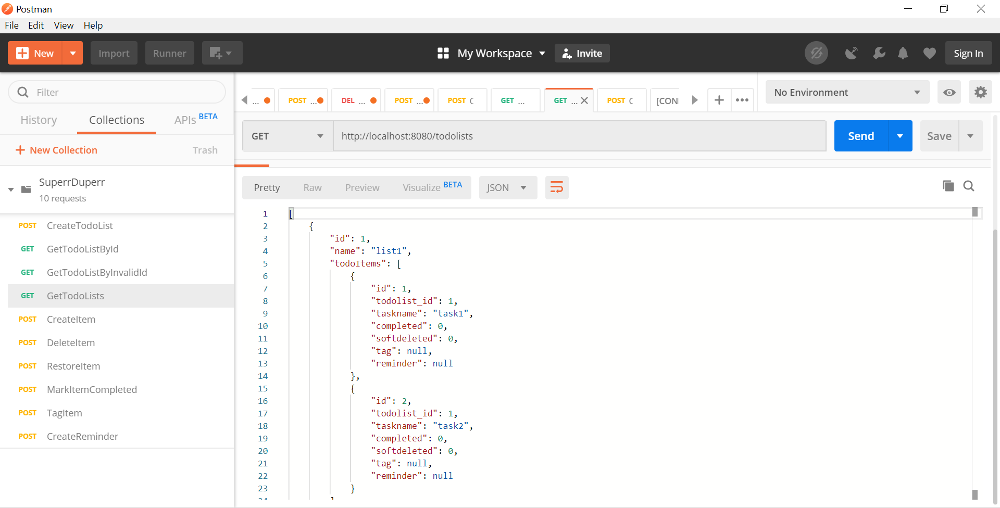 Postman
File Edit View Help
New Import Runner My Workspace Invite Sign In
Filter
History Collections APIs BETA
New Collection Trash
SuperrDuperr
10 requests
POST CreateTodoList
GET GetTodoListById
GET GetTodoListByInvalidId
GET GetTodoLists
POST CreateItem
POST DeleteItem
POST RestoreItem
POST MarkItemCompleted
POST TagItem
POST CreateReminder
... POST ... DEL ... POST ... POST GET ... GET ... POST [CON
No Environment
GET http://localhost:8080/todolists Send Save
Pretty Raw Preview Visualize BETA JSON
1 [
2 {
3 "id": 1,
4 "name": "list1",
5 "todoItems": [
6 {
7 "id": 1,
8 "todolist_id": 1,
9 "taskname": "task1",
10 "completed": 0,
11 "softdeleted": 0,
12 "tag": null,
13 "reminder": null
14 },
15 {
16 "id": 2,
17 "todolist_id": 1,
18 "taskname": "task2",
19 "completed": 0,
20 "softdeleted": 0,
21 "tag": null,
22 "reminder": null
23 }